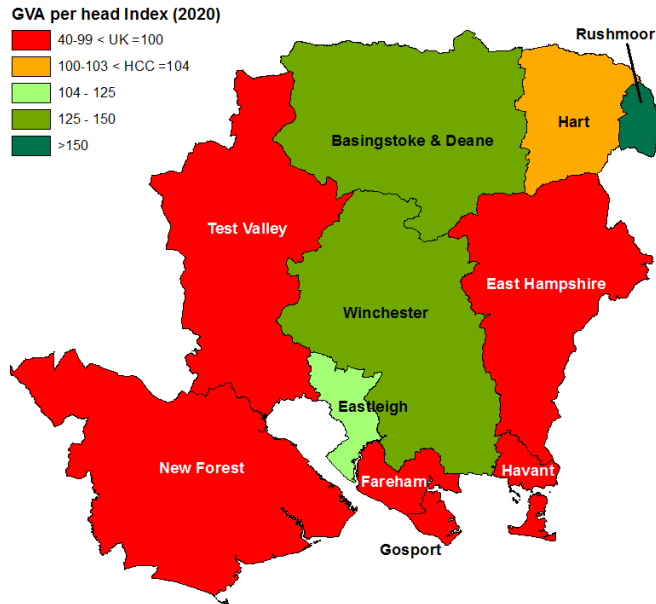 GVA per head Index (2020)
40-99 < UK =100
100-103 < HCC =104
104 - 125
125 - 150
>150
Rushmoor
Hart
Basingstoke & Deane
Test Valley
East Hampshire
Winchester
Eastleigh
New Forest
Fareham
Havant
Gosport